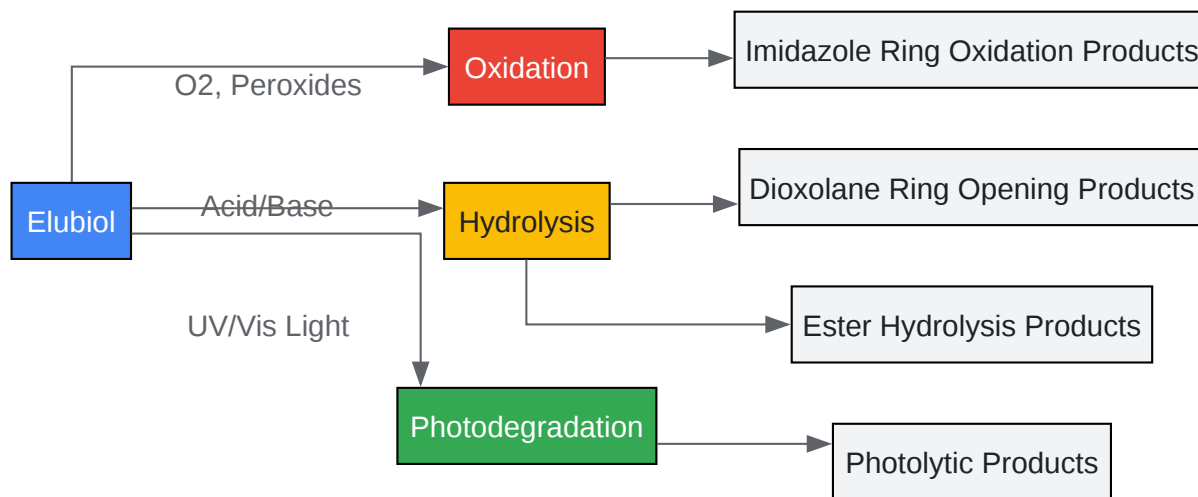 Imidazole Ring Oxidation Products
Oxidation
O2, Peroxides
Dioxolane Ring Opening Products
Elubiol
Acid/Base
Hydrolysis
UV/Vis Light
Ester Hydrolysis Products
Photodegradation
Photolytic Products